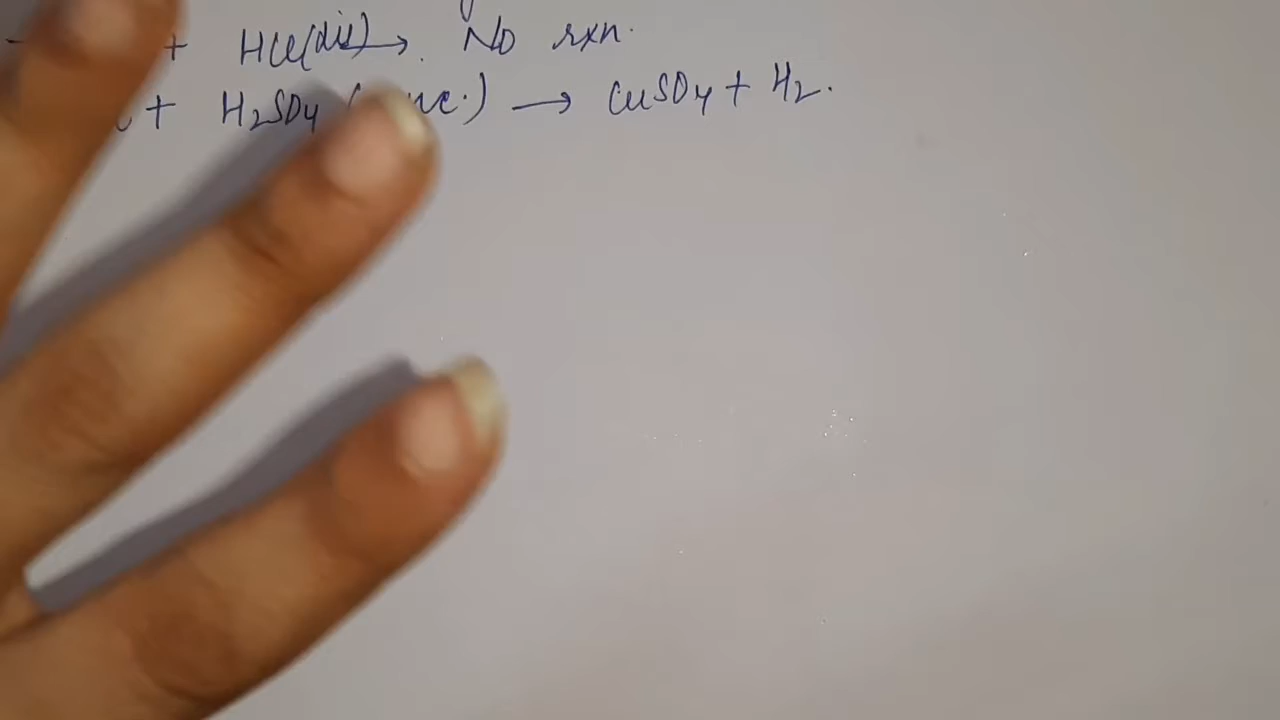 + HCl(dil) → No rxn.
+ H2SO4 → CuSO4 + H2.